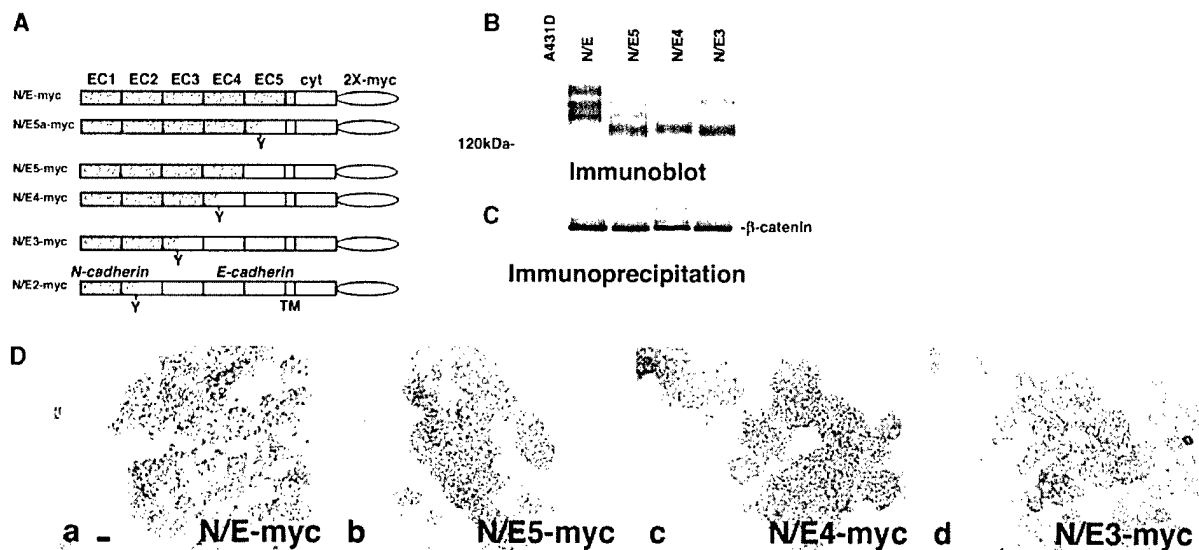 A
EC1 EC2 EC3 EC4 EC5 cyt 2X-myc
N/E-myc
N/E5a-myc
Y
N/E5-myc
N/E4-myc
Y
N/E3-myc
Y
N-cadherin E-cadherin
N/E2-myc
Y TM
B
A431D N/E N/E5 N/E4 N/E3
120kDa-
Immunoblot
C
-β-catenin
Immunoprecipitation
D
a N/E-myc b N/E5-myc c N/E4-myc d N/E3-myc